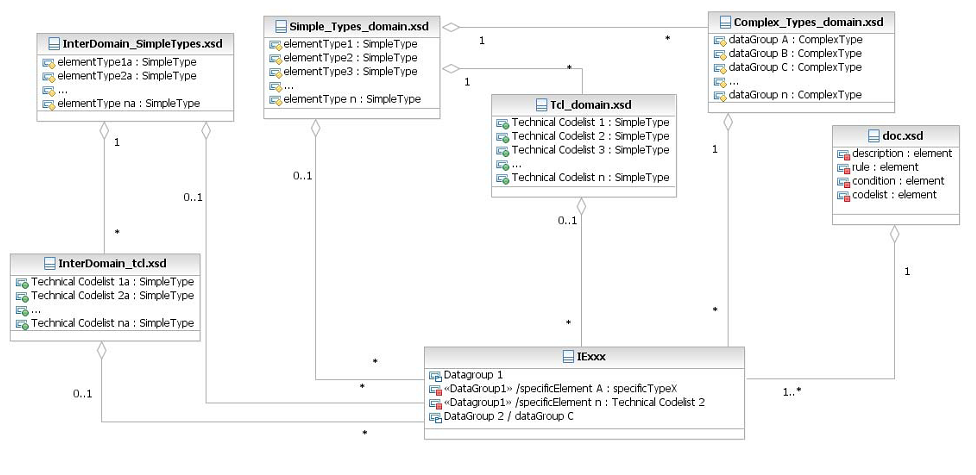 InterDomain_SimpleTypes.xsd
elementType1a : SimpleType
elementType2a : SimpleType
...
elementType na : SimpleType
Simple_Types_domain.xsd
elementType1 : SimpleType
elementType2 : SimpleType
elementType3 : SimpleType
...
elementType n : SimpleType
Complex_Types_domain.xsd
dataGroup A : ComplexType
dataGroup B : ComplexType
dataGroup C : ComplexType
...
dataGroup n : ComplexType
1
*
1
*
Tcl_domain.xsd
Technical Codelist 1 : SimpleType
Technical Codelist 2 : SimpleType
Technical Codelist 3 : SimpleType
...
Technical Codelist n : SimpleType
doc.xsd
description : element
rule : element
condition : element
codelist : element
1
0..1
0..1
0..1
1
1
*
InterDomain_tcl.xsd
Technical Codelist 1a : SimpleType
Technical Codelist 2a : SimpleType
...
Technical Codelist na : SimpleType
*
*
*
*
0..1
1..*
*
IExxx
Datagroup 1
«DataGroup1» /specificElement A : specificTypeX
«Datagroup1» /specificElement n : Technical Codelist 2
DataGroup 2 / dataGroup C